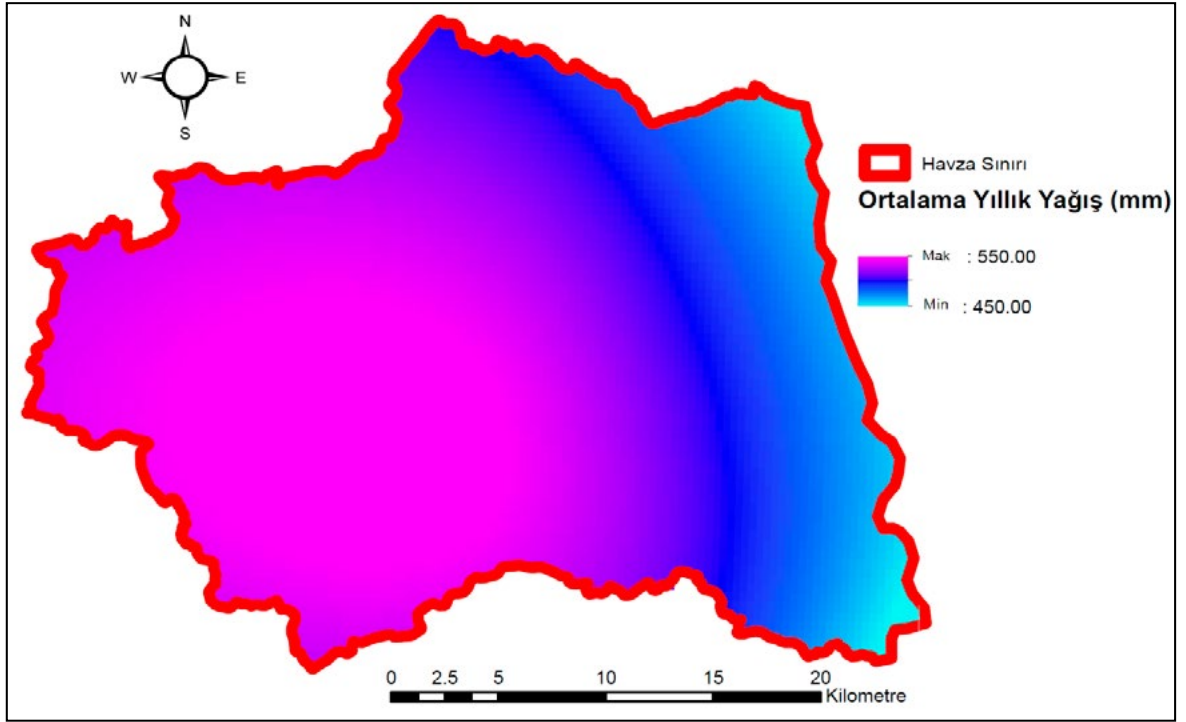 N
W E
S
Havza Sınırı
Ortalama Yıllık Yağış (mm)
Mak : 550.00
Min : 450.00
0 2.5 5 10 15 20
Kilometre